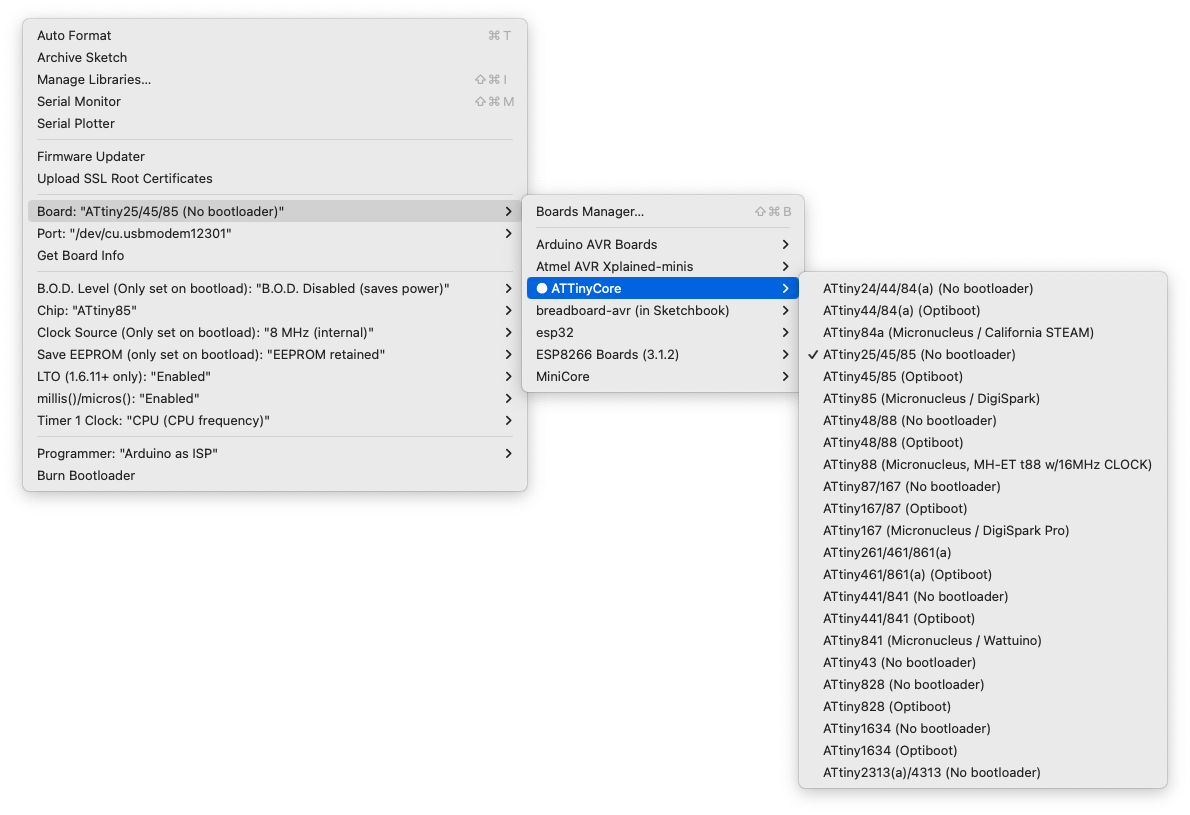 Auto Format ⌘ T
Archive Sketch
Manage Libraries... ⇧ ⌘ I
Serial Monitor ⇧ ⌘ M
Serial Plotter
Firmware Updater
Upload SSL Root Certificates
Board: "ATtiny25/45/85 (No bootloader)"
Port: "/dev/cu.usbmodem12301"
Get Board Info
B.O.D. Level (Only set on bootload): "B.O.D. Disabled (saves power)"
Chip: "ATtiny85"
Clock Source (Only set on bootload): "8 MHz (internal)"
Save EEPROM (only set on bootload): "EEPROM retained"
LTO (1.6.11+ only): "Enabled"
millis()/micros(): "Enabled"
Timer 1 Clock: "CPU (CPU frequency)"
Programmer: "Arduino as ISP"
Burn Bootloader
Boards Manager... ⇧ ⌘ B
Arduino AVR Boards
Atmel AVR Xplained-minis
ATTinyCore
breadboard-avr (in Sketchbook)
esp32
ESP8266 Boards (3.1.2)
MiniCore
ATtiny24/44/84(a) (No bootloader)
ATtiny44/84(a) (Optiboot)
ATtiny84a (Micronucleus / California STEAM)
✓ ATtiny25/45/85 (No bootloader)
ATtiny45/85 (Optiboot)
ATtiny85 (Micronucleus / DigiSpark)
ATtiny48/88 (No bootloader)
ATtiny48/88 (Optiboot)
ATtiny88 (Micronucleus, MH-ET t88 w/16MHz CLOCK)
ATtiny87/167 (No bootloader)
ATtiny167/87 (Optiboot)
ATtiny167 (Micronucleus / DigiSpark Pro)
ATtiny261/461/861(a)
ATtiny461/861(a) (Optiboot)
ATtiny441/841 (No bootloader)
ATtiny441/841 (Optiboot)
ATtiny841 (Micronucleus / Wattuino)
ATtiny43 (No bootloader)
ATtiny828 (No bootloader)
ATtiny828 (Optiboot)
ATtiny1634 (No bootloader)
ATtiny1634 (Optiboot)
ATtiny2313(a)/4313 (No bootloader)